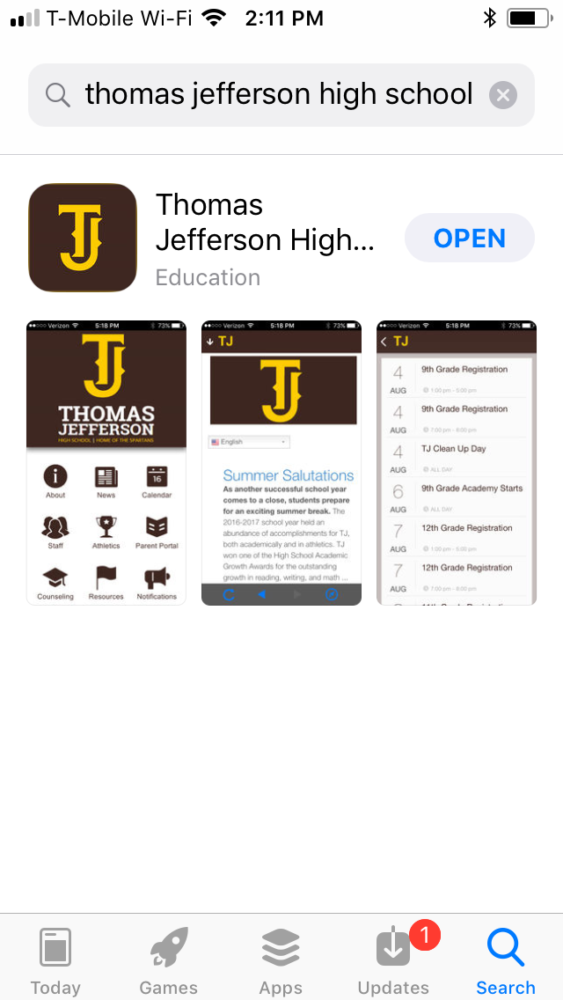 T-Mobile Wi-Fi 2:11 PM
thomas jefferson high school
TJ
Thomas
Jefferson High...
OPEN
Education
Verizon 5:18 PM 73%
TJ
THOMAS
JEFFERSON
HIGH SCHOOL | HOME OF THE SPARTANS
About
News
16
Calendar
Staff
Athletics
Parent Portal
Counseling
Resources
Notifications
Verizon 5:18 PM 73%
TJ
TJ
English
Summer Salutations
As another successful school year
comes to a close, students prepare
for an exciting summer break. The
2016-2017 school year held an
abundance of accomplishments for TJ,
both academically and in athletics. TJ
won one of the High School Academic
Growth Awards for the outstanding
growth in reading, writing, and math ...
Verizon 5:18 PM 73%
TJ
4 AUG 9th Grade Registration
1:00 pm - 5:00 pm
4 AUG 9th Grade Registration
7:00 pm - 8:00 pm
4 AUG TJ Clean Up Day
ALL DAY
6 AUG 9th Grade Academy Starts
ALL DAY
7 AUG 12th Grade Registration
1:00 pm - 5:00 pm
7 AUG 12th Grade Registration
7:00 pm - 8:00 pm
1
Today
Games
Apps
Updates
Search